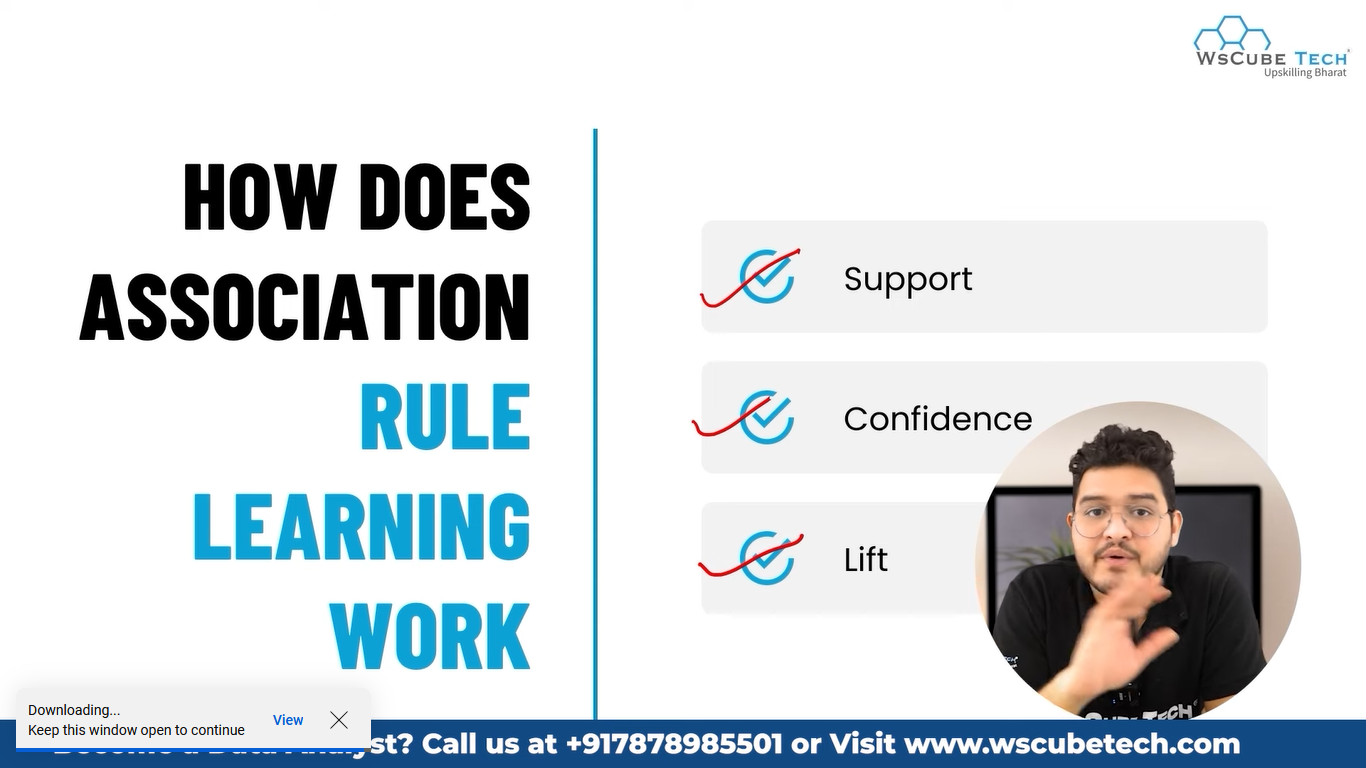 WSCUBE TECH
Upskilling Bharat
HOW DOES
ASSOCIATION
RULE
LEARNING
WORK
Support
Confidence
Lift
Downloading...
Keep this window open to continue
View
st? Call us at +917878985501 or Visit www.wscubetech.com